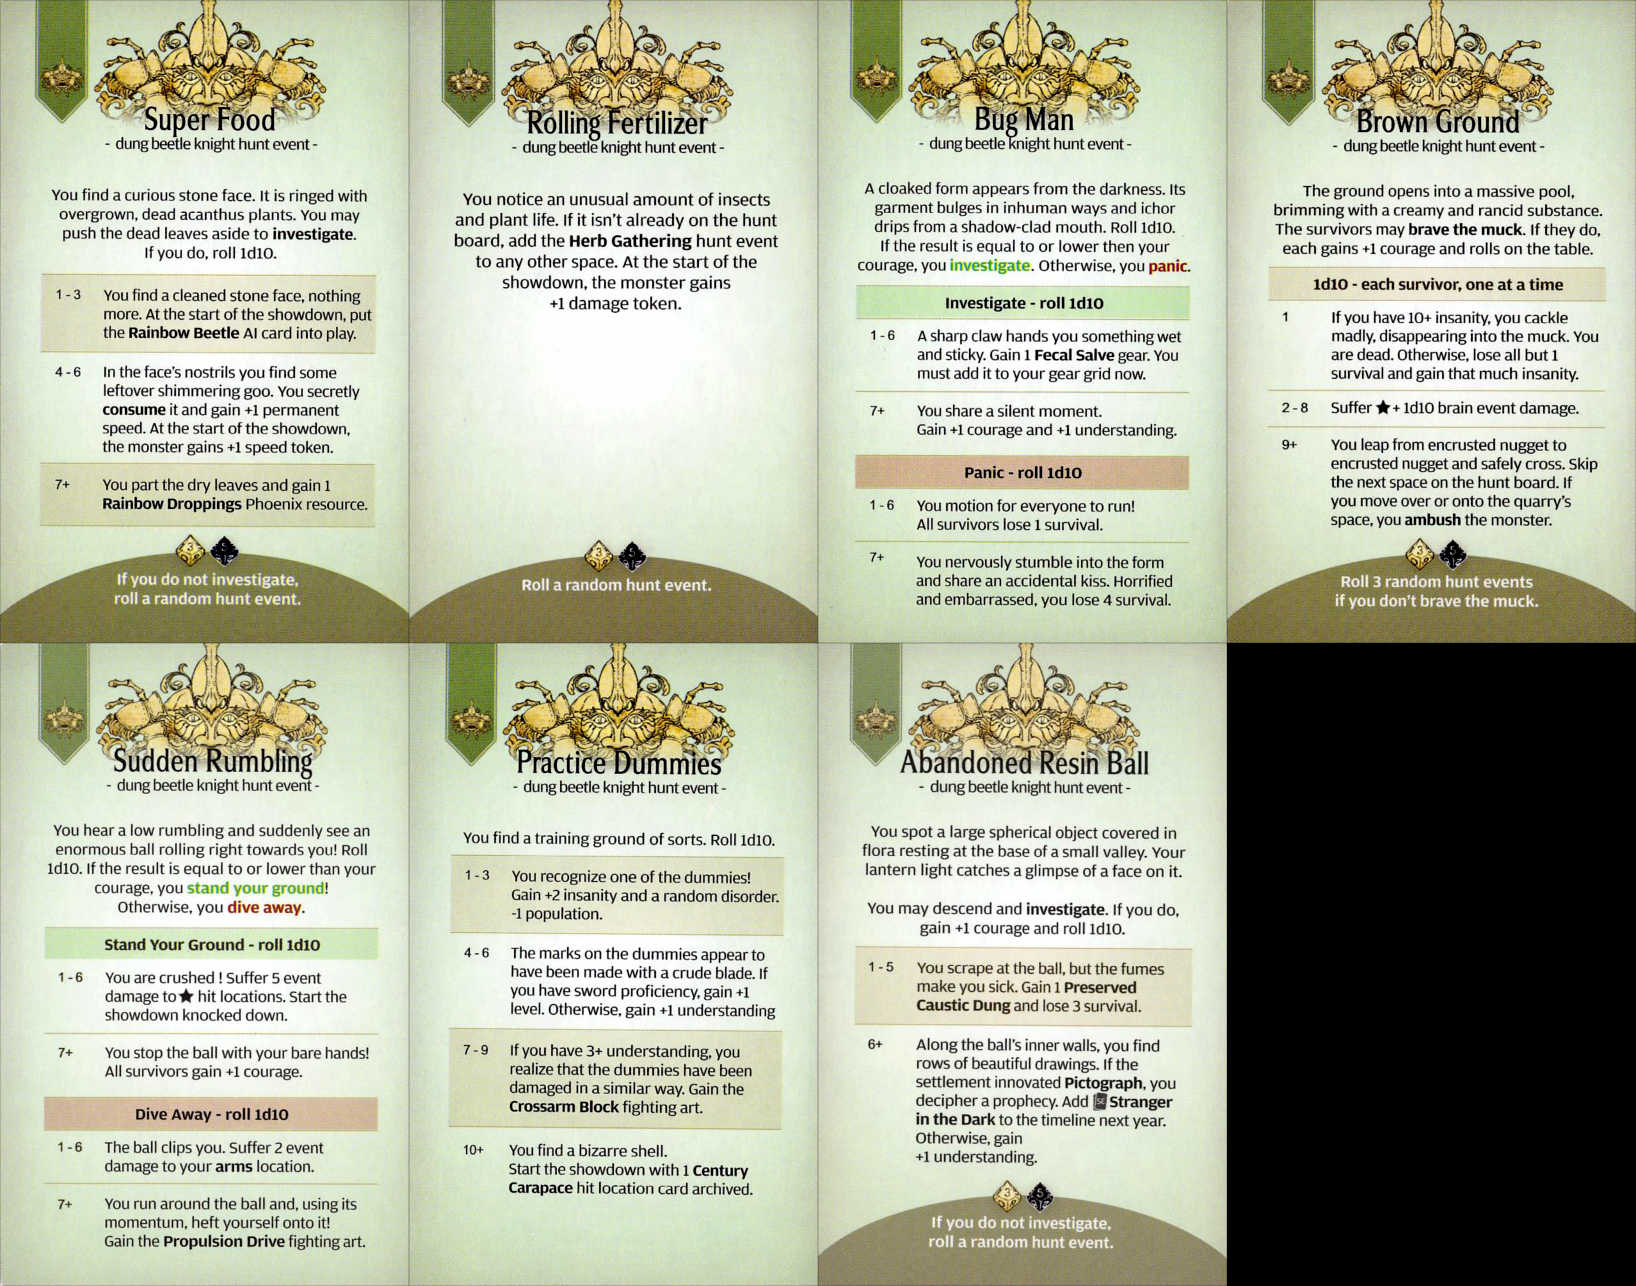 Super Food
- dung beetle knight hunt event -
You find a curious stone face. It is ringed with
overgrown, dead acanthus plants. You may
push the dead leaves aside to investigate.
If you do, roll 1d10.
1 - 3 You find a cleaned stone face, nothing
more. At the start of the showdown, put
the Rainbow Beetle AI card into play.
4 - 6 In the face's nostrils you find some
leftover shimmering goo. You secretly
consume it and gain +1 permanent
speed. At the start of the showdown,
the monster gains +1 speed token.
7+ You part the dry leaves and gain 1
Rainbow Droppings Phoenix resource.
3 5
If you do not investigate,
roll a random hunt event.
Rolling Fertilizer
- dung beetle knight hunt event -
You notice an unusual amount of insects
and plant life. If it isn't already on the hunt
board, add the Herb Gathering hunt event
to any other space. At the start of the
showdown, the monster gains
+1 damage token.
3 5
Roll a random hunt event.
Bug Man
- dung beetle knight hunt event -
A cloaked form appears from the darkness. Its
garment bulges in inhuman ways and ichor
drips from a shadow-clad mouth. Roll 1d10.
If the result is equal to or lower then your
courage, you investigate. Otherwise, you panic.
Investigate - roll 1d10
1 - 6 A sharp claw hands you something wet
and sticky. Gain 1 Fecal Salve gear. You
must add it to your gear grid now.
7+ You share a silent moment.
Gain +1 courage and +1 understanding.
Panic - roll 1d10
1 - 6 You motion for everyone to run!
All survivors lose 1 survival.
7+ You nervously stumble into the form
and share an accidental kiss. Horrified
and embarrassed, you lose 4 survival.
Brown Ground
- dung beetle knight hunt event -
The ground opens into a massive pool,
brimming with a creamy and rancid substance.
The survivors may brave the muck. If they do,
each gains +1 courage and rolls on the table.
1d10 - each survivor, one at a time
1 If you have 10+ insanity, you cackle
madly, disappearing into the muck. You
are dead. Otherwise, lose all but 1
survival and gain that much insanity.
2 - 8 Suffer ★ + 1d10 brain event damage.
9+ You leap from encrusted nugget to
encrusted nugget and safely cross. Skip
the next space on the hunt board. If
you move over or onto the quarry's
space, you ambush the monster.
3 5
Roll 3 random hunt events
if you don't brave the muck.
Sudden Rumbling
- dung beetle knight hunt event -
You hear a low rumbling and suddenly see an
enormous ball rolling right towards you! Roll
1d10. If the result is equal to or lower than your
courage, you stand your ground!
Otherwise, you dive away.
Stand Your Ground - roll 1d10
1 - 6 You are crushed ! Suffer 5 event
damage to ★ hit locations. Start the
showdown knocked down.
7+ You stop the ball with your bare hands!
All survivors gain +1 courage.
Dive Away - roll 1d10
1 - 6 The ball clips you. Suffer 2 event
damage to your arms location.
7+ You run around the ball and, using its
momentum, heft yourself onto it!
Gain the Propulsion Drive fighting art.
Practice Dummies
- dung beetle knight hunt event -
You find a training ground of sorts. Roll 1d10.
1 - 3 You recognize one of the dummies!
Gain +2 insanity and a random disorder.
-1 population.
4 - 6 The marks on the dummies appear to
have been made with a crude blade. If
you have sword proficiency, gain +1
level. Otherwise, gain +1 understanding
7 - 9 If you have 3+ understanding, you
realize that the dummies have been
damaged in a similar way. Gain the
Crossarm Block fighting art.
10+ You find a bizarre shell.
Start the showdown with 1 Century
Carapace hit location card archived.
Abandoned Resin Ball
- dung beetle knight hunt event -
You spot a large spherical object covered in
flora resting at the base of a small valley. Your
lantern light catches a glimpse of a face on it.
You may descend and investigate. If you do,
gain +1 courage and roll 1d10.
1 - 5 You scrape at the ball, but the fumes
make you sick. Gain 1 Preserved
Caustic Dung and lose 3 survival.
6+ Along the ball's inner walls, you find
rows of beautiful drawings. If the
settlement innovated Pictograph, you
decipher a prophecy. Add SE Stranger
in the Dark to the timeline next year.
Otherwise, gain
+1 understanding.
3 5
If you do not investigate,
roll a random hunt event.